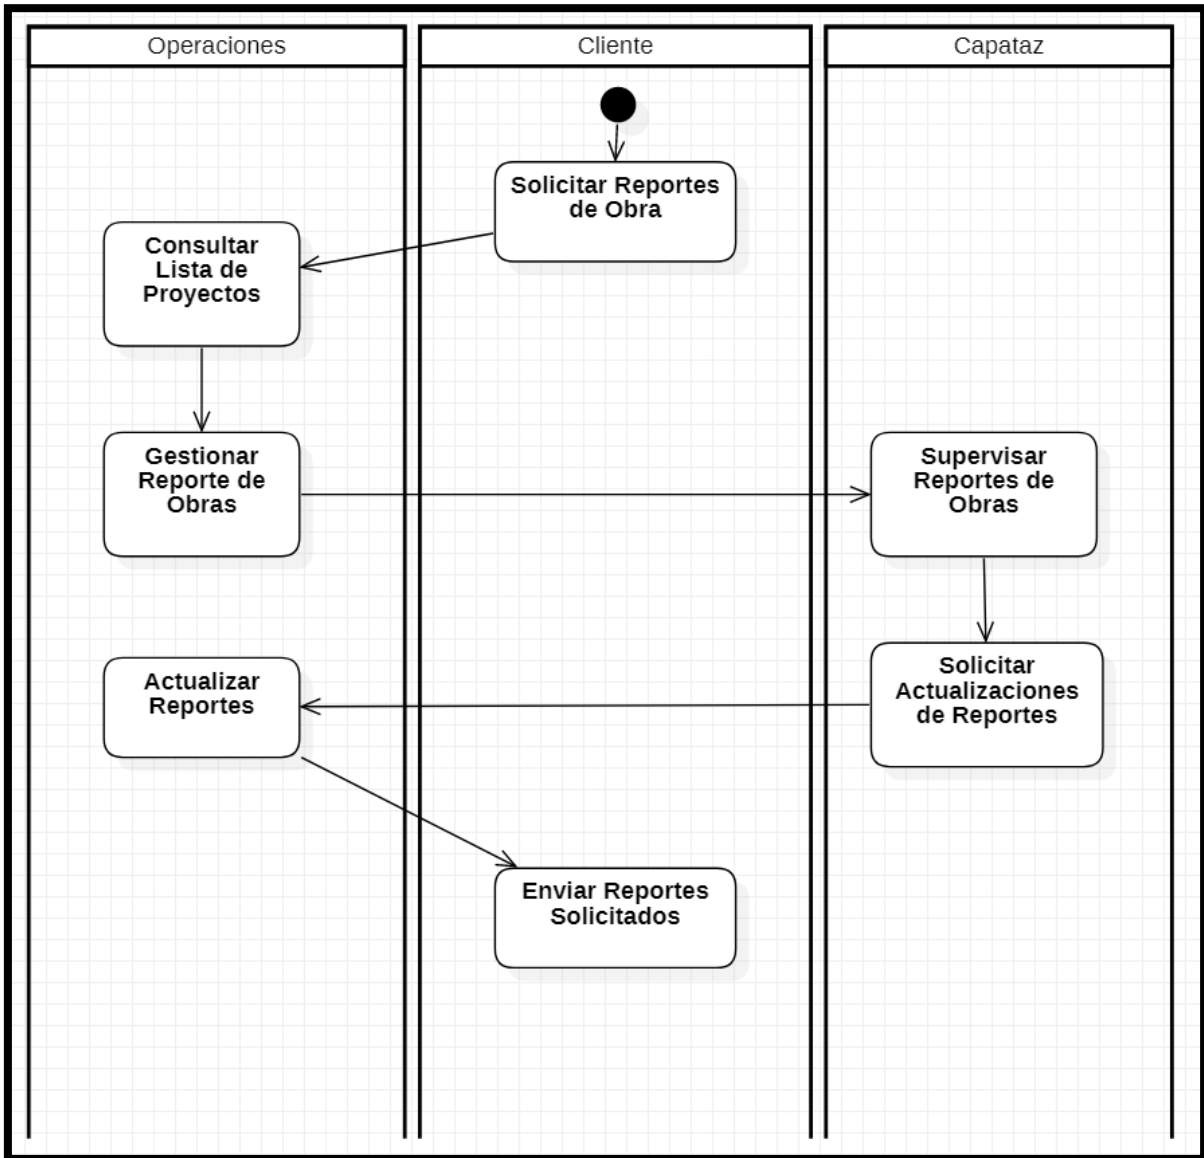 Operaciones
Cliente
Capataz
Solicitar Reportes
de Obra
Consultar
Lista de
Proyectos
Gestionar
Reporte de
Obras
Supervisar
Reportes de
Obras
Solicitar
Actualizaciones
de Reportes
Actualizar
Reportes
Enviar Reportes
Solicitados